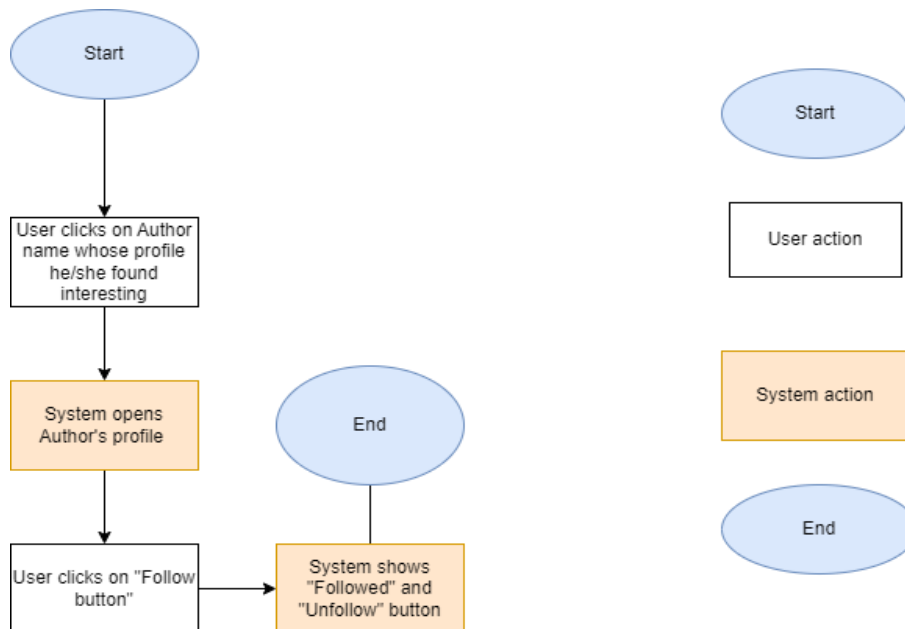 Start
User clicks on Author
name whose profile
he/she found
interesting
System opens
Author's profile
User clicks on "Follow
button"
System shows
"Followed" and
"Unfollow" button
End
Start
User action
System action
End